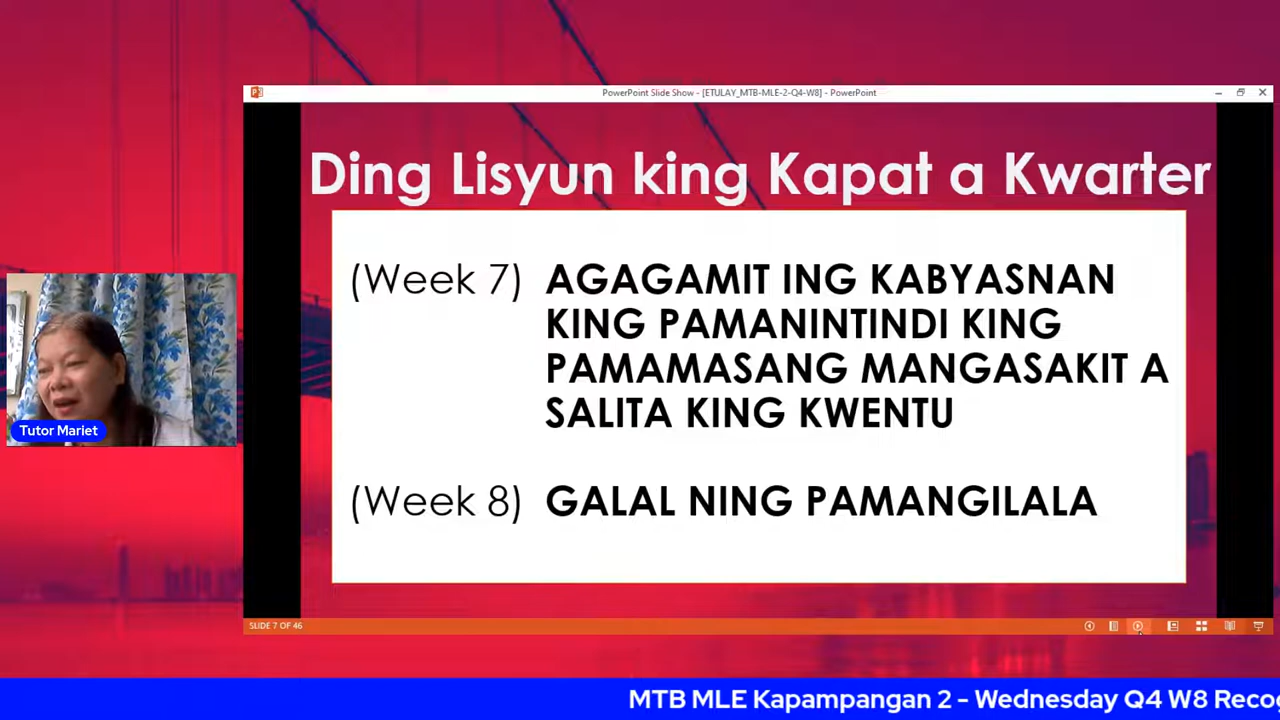 PowerPoint Slide Show - [ETULAY_MTB-MLE-2-Q4-W8] - PowerPoint
Ding Lisyun king Kapat a Kwarter
(Week 7) AGAGAMIT ING KABYASNAN
KING PAMANINTINDI KING
PAMAMASANG MANGASAKIT A
SALITA KING KWENTU
(Week 8) GALAL NING PAMANGILALA
Tutor Mariet
SLIDE 7 OF 46
MTB MLE Kapampangan 2 - Wednesday Q4 W8 Recog